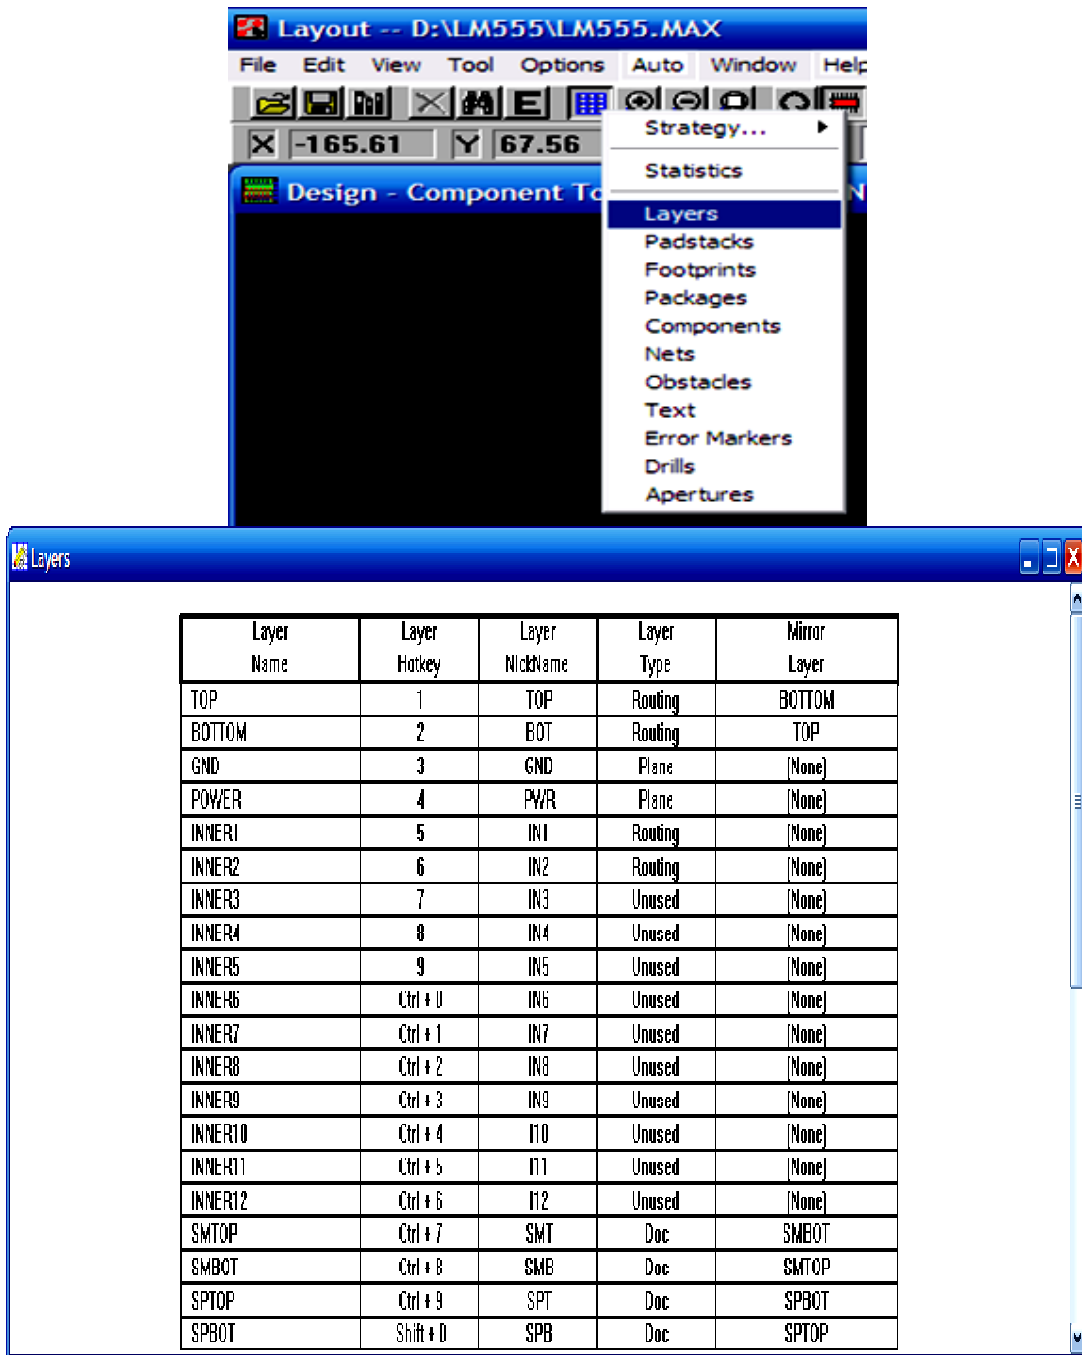 Layout -- D:\LM555\LM555.MAX
File Edit View Tool Options Auto Window Help
E
X -165.61 Y 67.56
Design - Component To N
Strategy...
Statistics
Layers
Padstacks
Footprints
Packages
Components
Nets
Obstacles
Text
Error Markers
Drills
Apertures
Layers
Layer Name Layer Hotkey Layer NickName Layer Type Mirror Layer
TOP 1 TOP Routing BOTTOM
BOTTOM 2 BOT Routing TOP
GND 3 GND Plane (None)
POWER 4 PWR Plane (None)
INNER1 5 IN1 Routing (None)
INNER2 6 IN2 Routing (None)
INNER3 7 IN3 Unused (None)
INNER4 8 IN4 Unused (None)
INNER5 9 IN5 Unused (None)
INNER6 Ctrl + 0 IN6 Unused (None)
INNER7 Ctrl + 1 IN7 Unused (None)
INNER8 Ctrl + 2 IN8 Unused (None)
INNER9 Ctrl + 3 IN9 Unused (None)
INNER10 Ctrl + 4 I10 Unused (None)
INNER11 Ctrl + 5 I11 Unused (None)
INNER12 Ctrl + 6 I12 Unused (None)
SMTOP Ctrl + 7 SMT Doc SMBOT
SMBOT Ctrl + 8 SMB Doc SMTOP
SPTOP Ctrl + 9 SPT Doc SPBOT
SPBOT Shift + 0 SPB Doc SPTOP